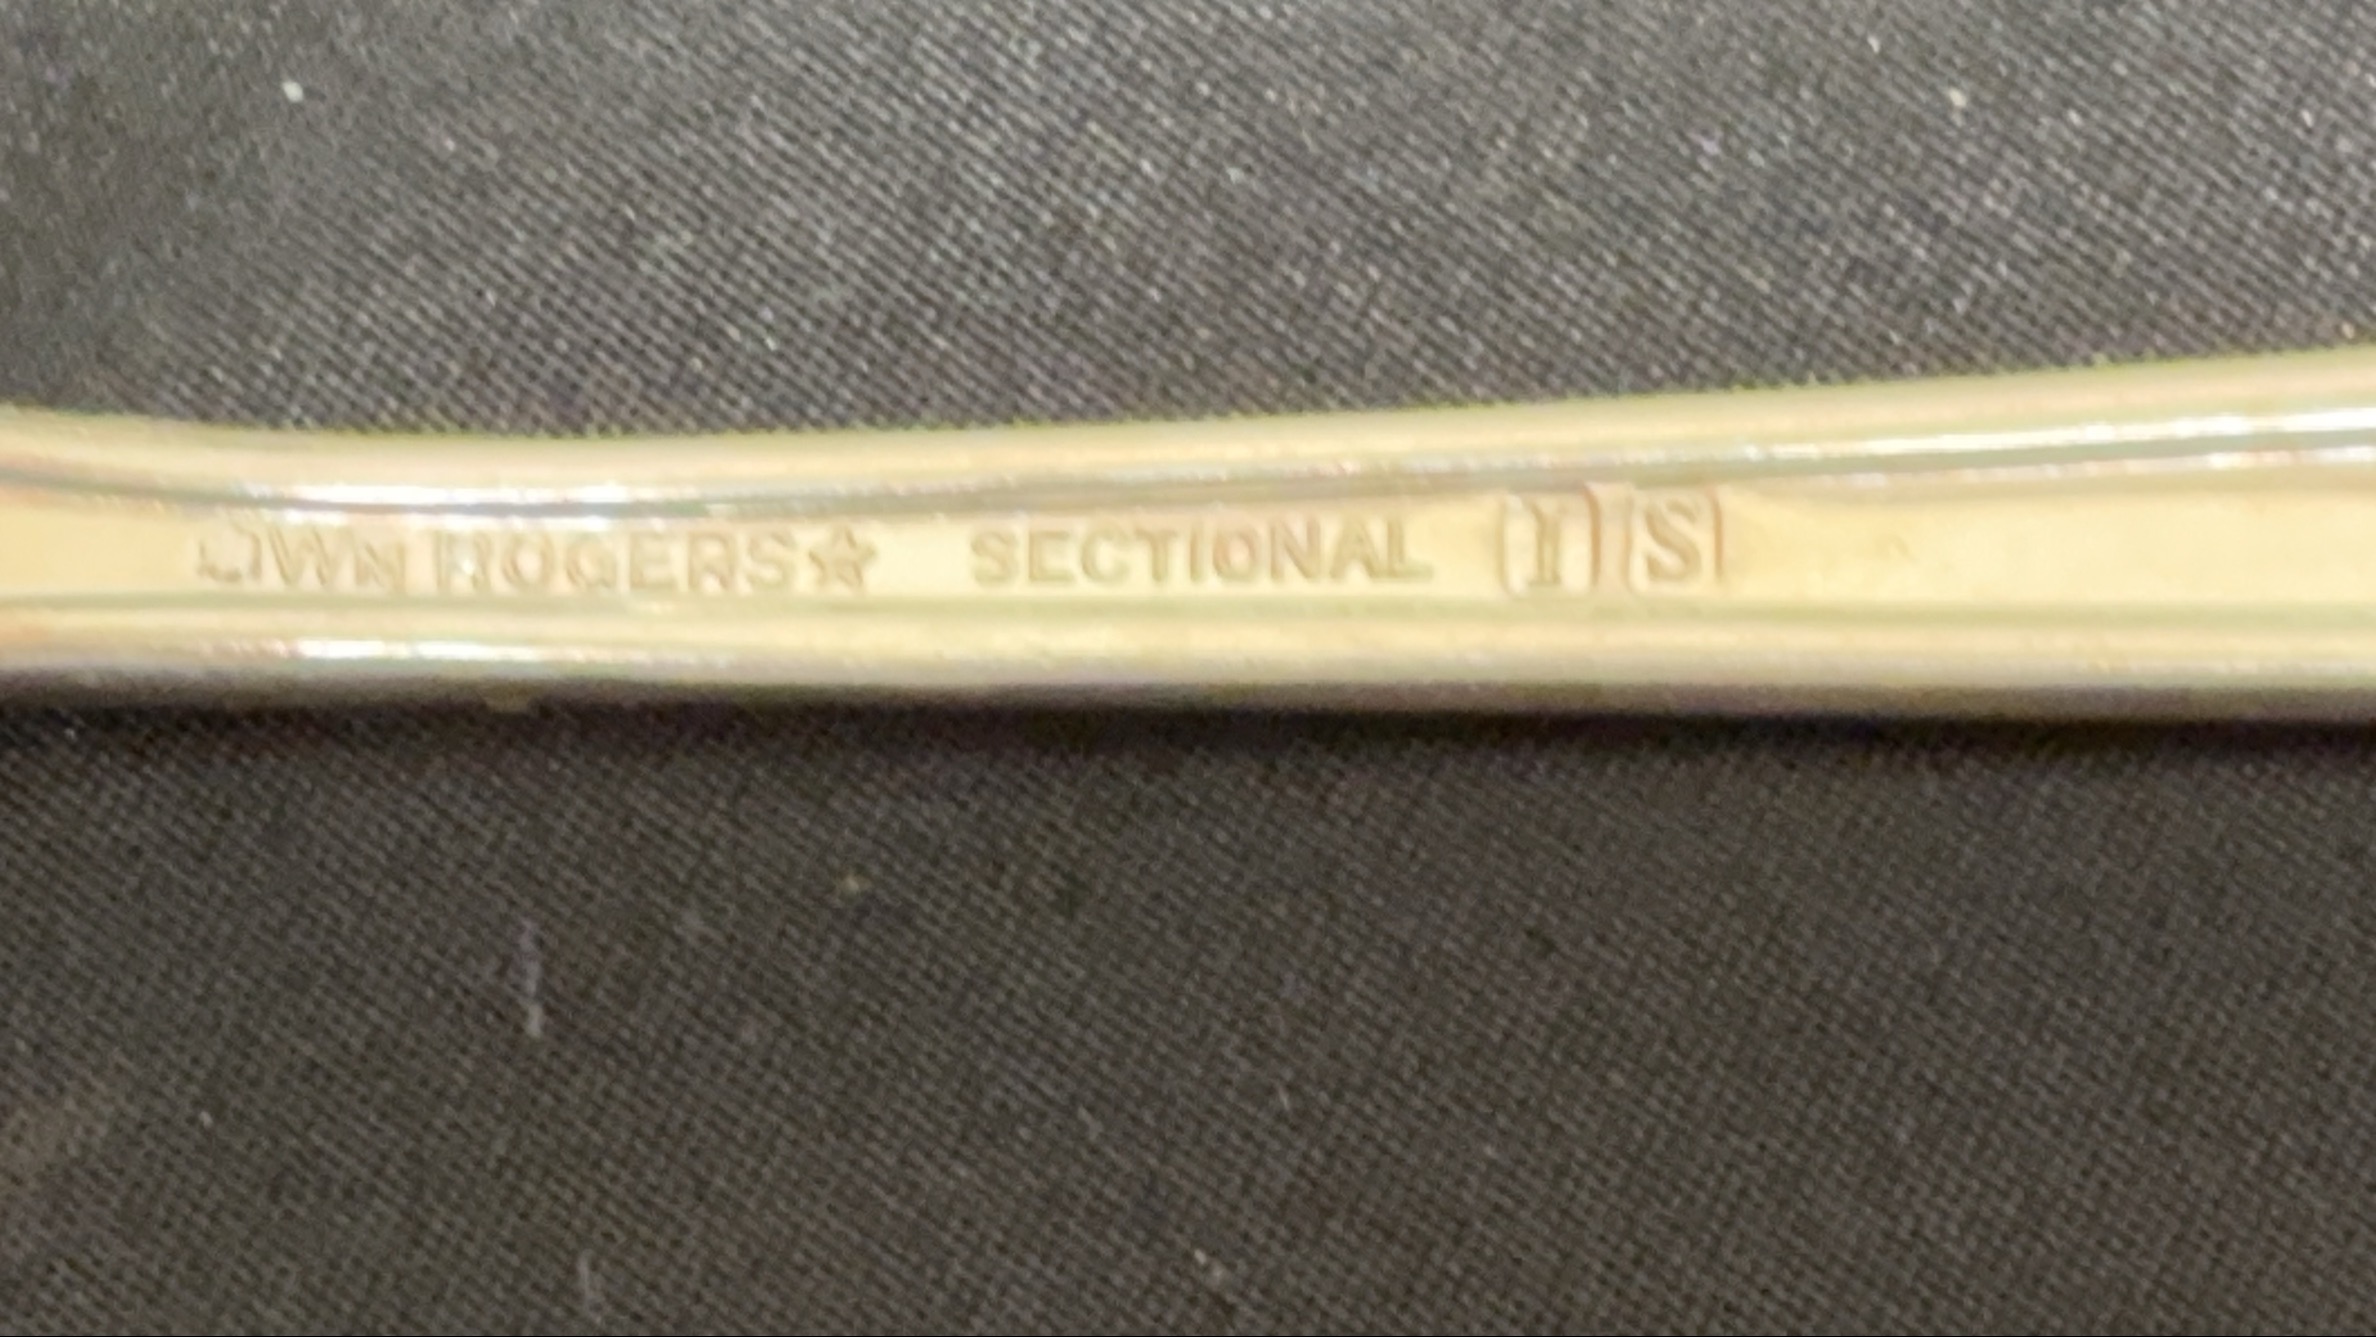 WM ROGERS★ SECTIONAL I S